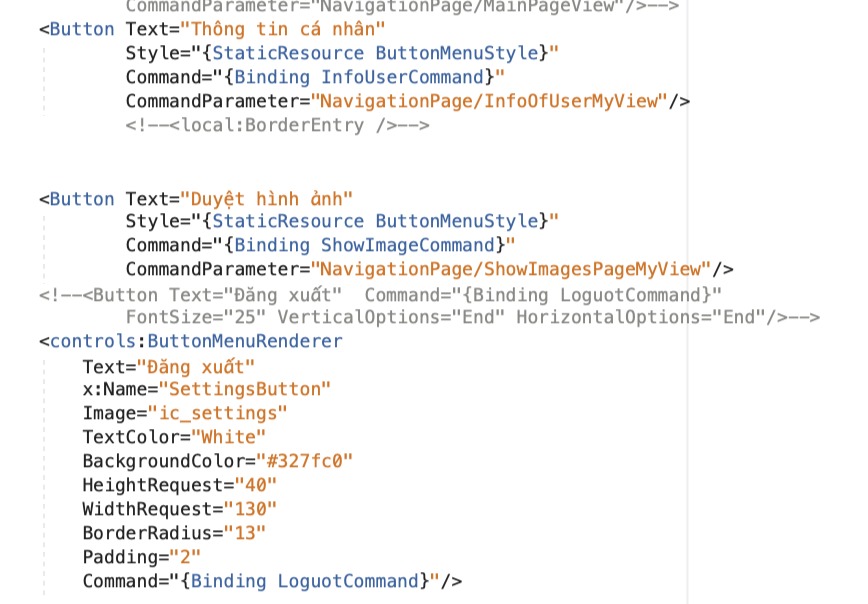 CommandParameter="NavigationPage/MainPageView"/>-->
<Button Text="Thông tin cá nhân"
Style="{StaticResource ButtonMenuStyle}"
Command="{Binding InfoUserCommand}"
CommandParameter="NavigationPage/InfoOfUserMyView"/>
<!--<local:BorderEntry />-->
<Button Text="Duyệt hình ảnh"
Style="{StaticResource ButtonMenuStyle}"
Command="{Binding ShowImageCommand}"
CommandParameter="NavigationPage/ShowImagesPageMyView"/>
<!--<Button Text="Đăng xuất"  Command="{Binding LoguotCommand}"
FontSize="25" VerticalOptions="End" HorizontalOptions="End"/>-->
<controls:ButtonMenuRenderer
Text="Đăng xuất"
x:Name="SettingsButton"
Image="ic_settings"
TextColor="White"
BackgroundColor="#327fc0"
HeightRequest="40"
WidthRequest="130"
BorderRadius="13"
Padding="2"
Command="{Binding LoguotCommand}"/>